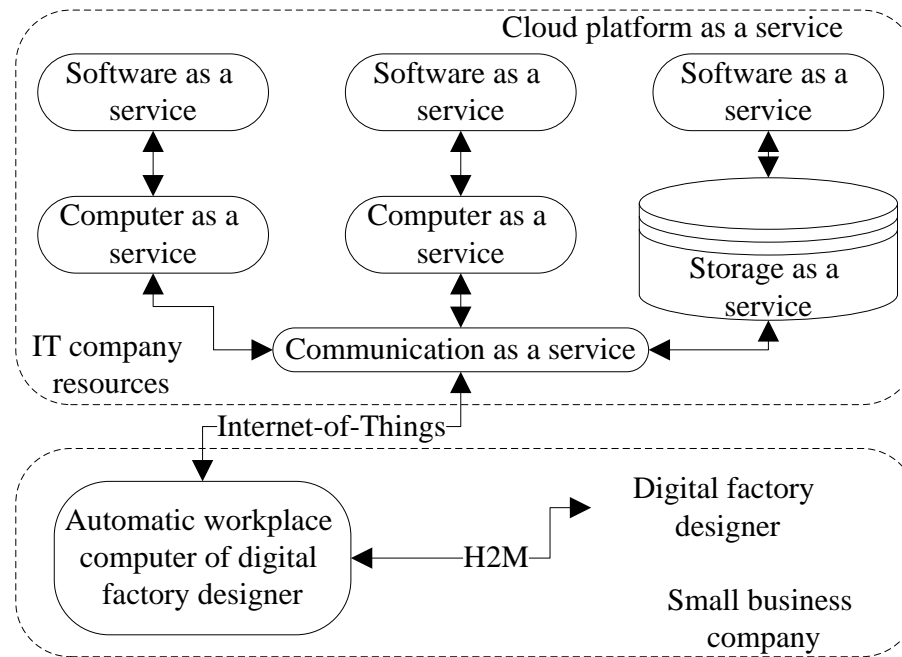 Cloud platform as a service
Software as a
service
Software as a
service
Software as a
service
Computer as a
service
Computer as a
service
Storage as a
service
IT company
resources
Communication as a service
Internet-of-Things
Automatic workplace
computer of digital
factory designer
H2M
Digital factory
designer
Small business
company